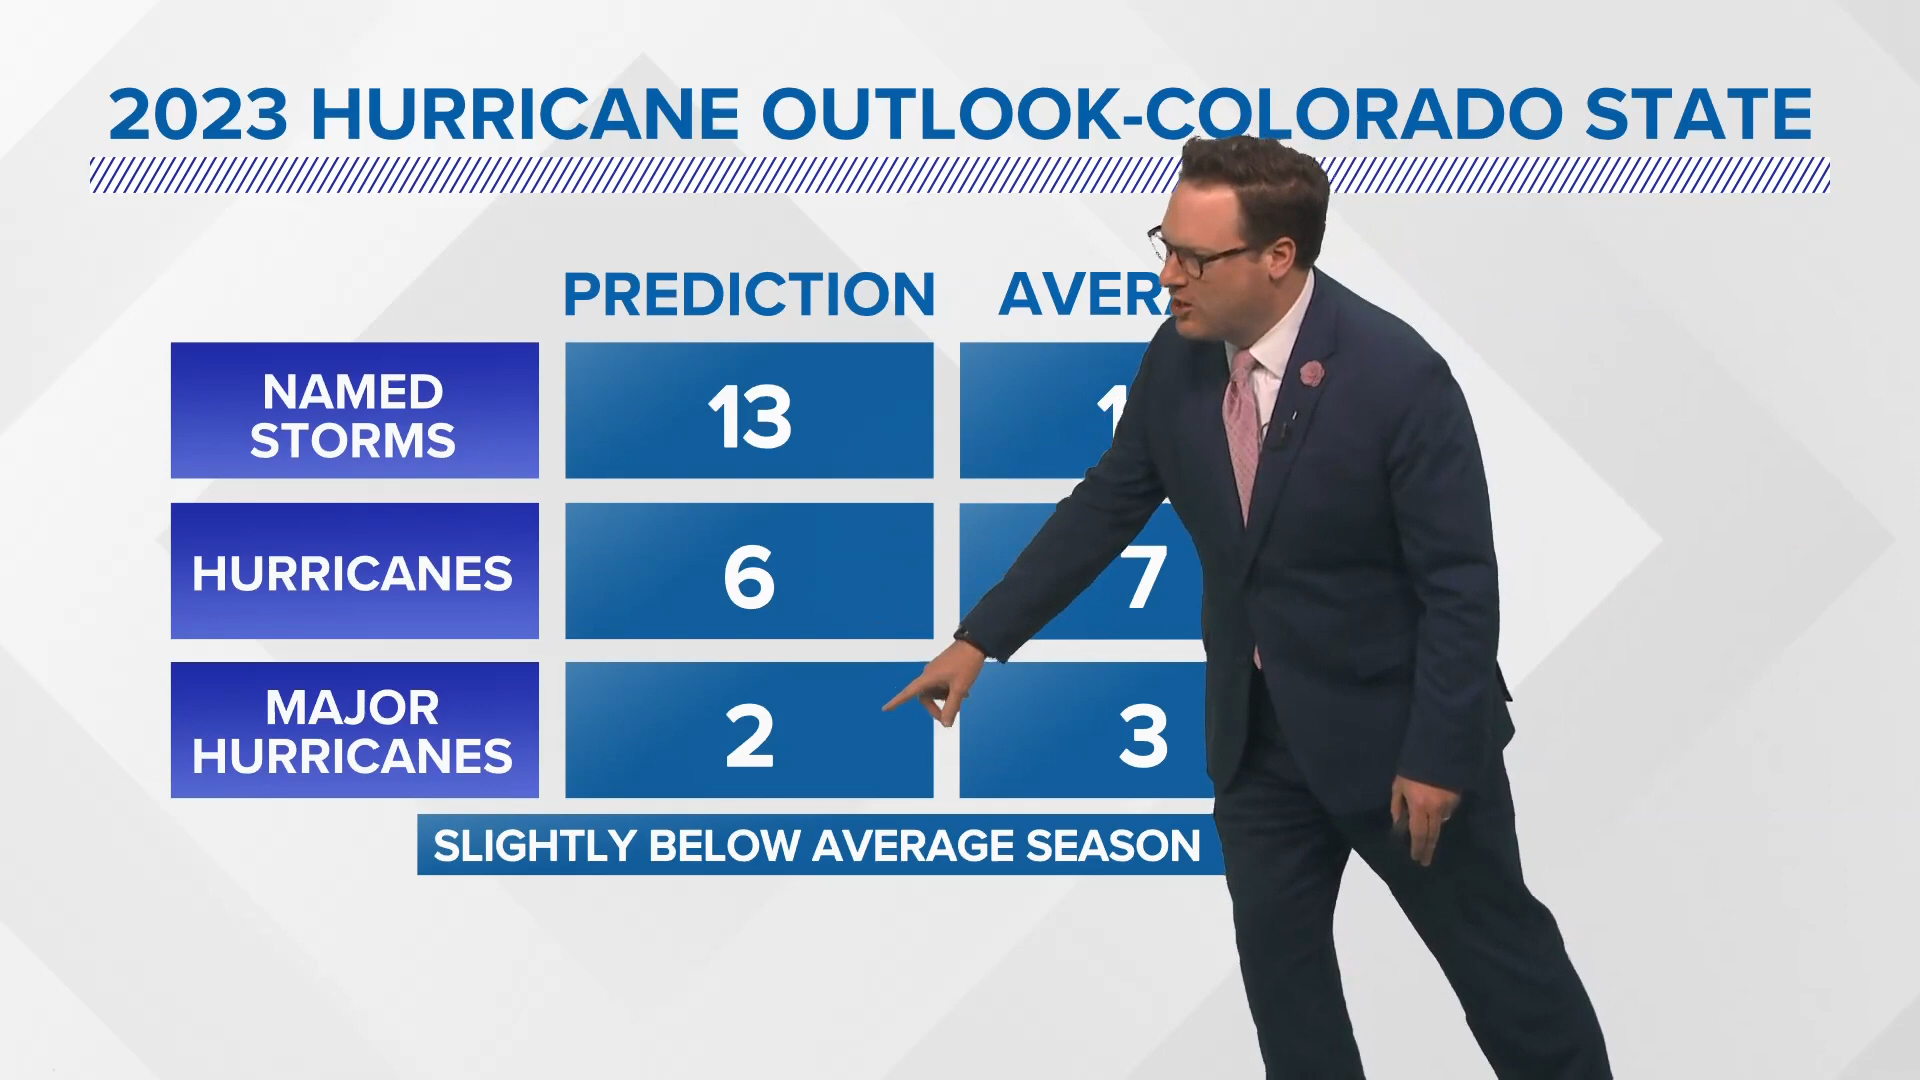 2023 HURRICANE OUTLOOK-COLORADO STATE
PREDICTION
NAMED
STORMS
13
HURRICANES
6
7
MAJOR
HURRICANES
2
3
SLIGHTLY BELOW AVERAGE SEASON